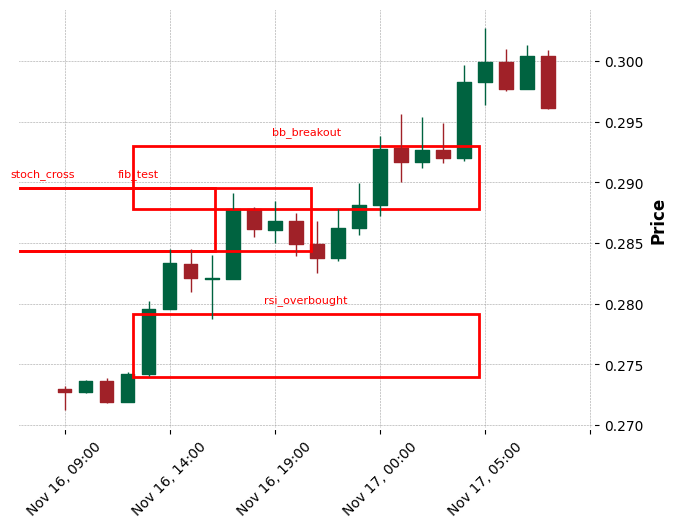 bb_breakout
stoch_cross
fib_test
rsi_overbought
0.300
0.295
0.290
0.285
0.280
0.275
0.270
Price
Nov 16, 09:00
Nov 16, 14:00
Nov 16, 19:00
Nov 17, 00:00
Nov 17, 05:00